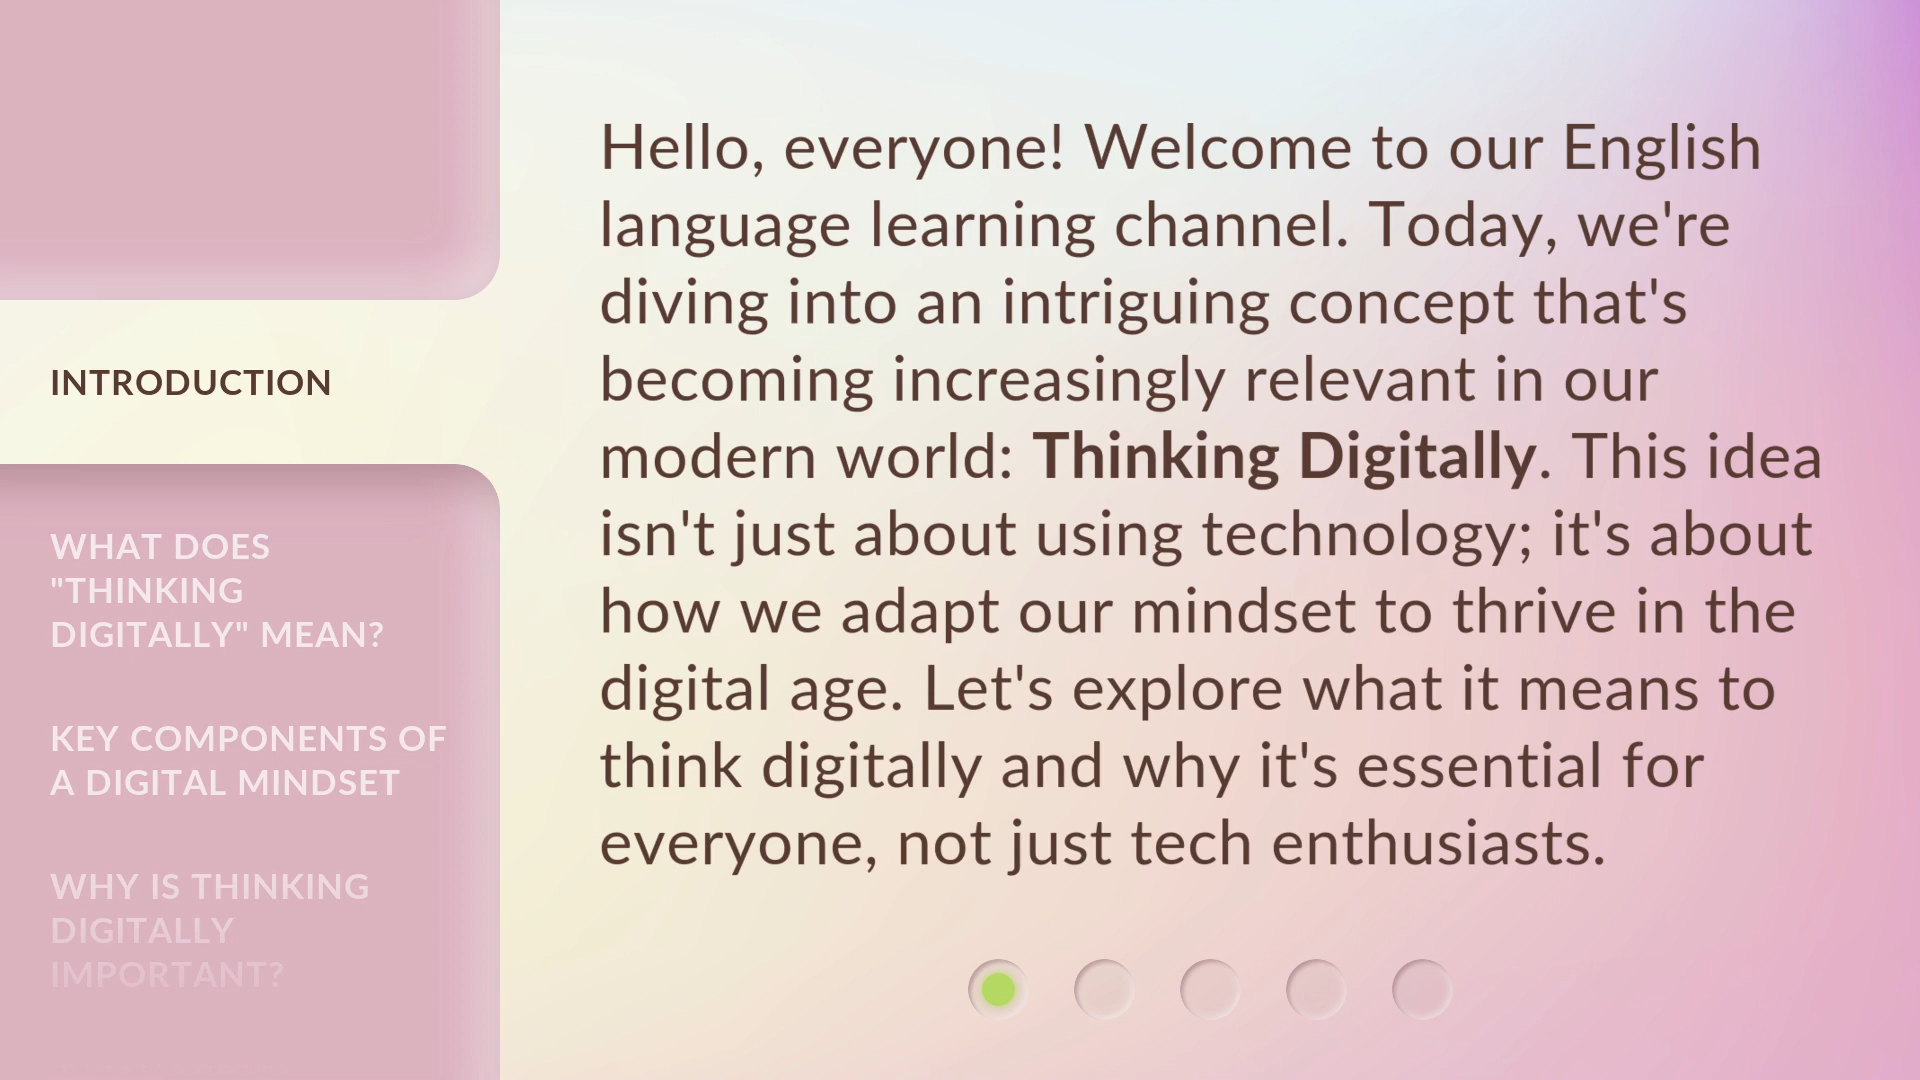 INTRODUCTION
WHAT DOES
"THINKING
DIGITALLY" MEAN?
KEY COMPONENTS OF
A DIGITAL MINDSET
WHY IS THINKING
DIGITALLY
IMPORTANT?
Hello, everyone! Welcome to our English
language learning channel. Today, we're
diving into an intriguing concept that's
becoming increasingly relevant in our
modern world: Thinking Digitally. This idea
isn't just about using technology; it's about
how we adapt our mindset to thrive in the
digital age. Let's explore what it means to
think digitally and why it's essential for
everyone, not just tech enthusiasts.